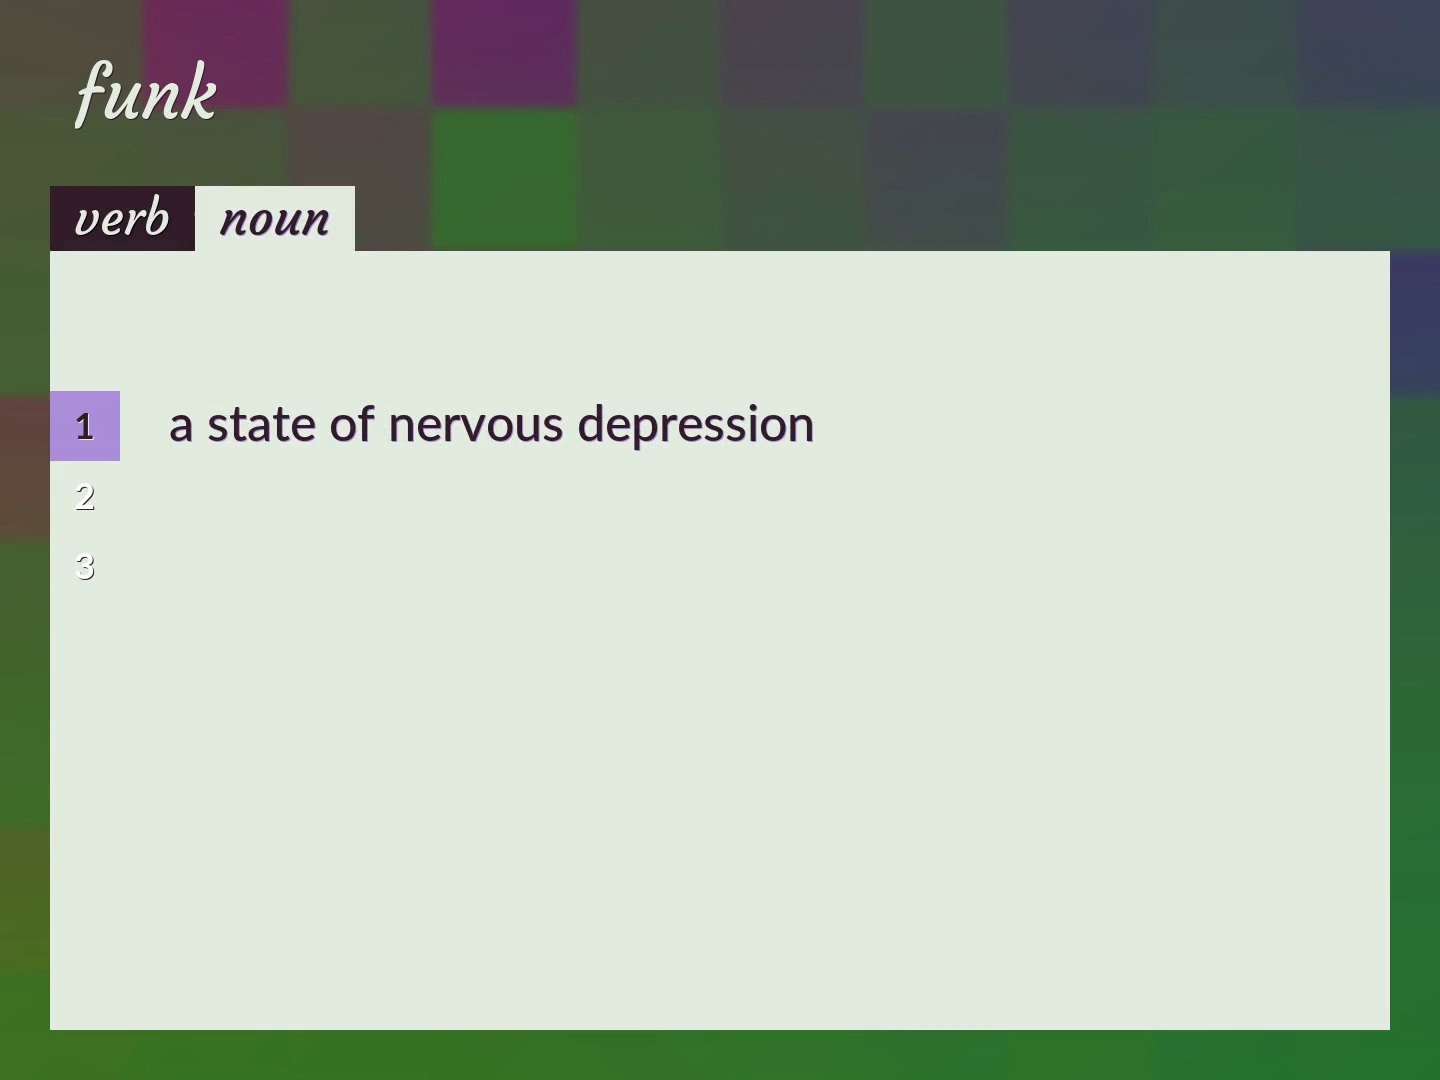 funk
verb noun
1 a state of nervous depression
2
3